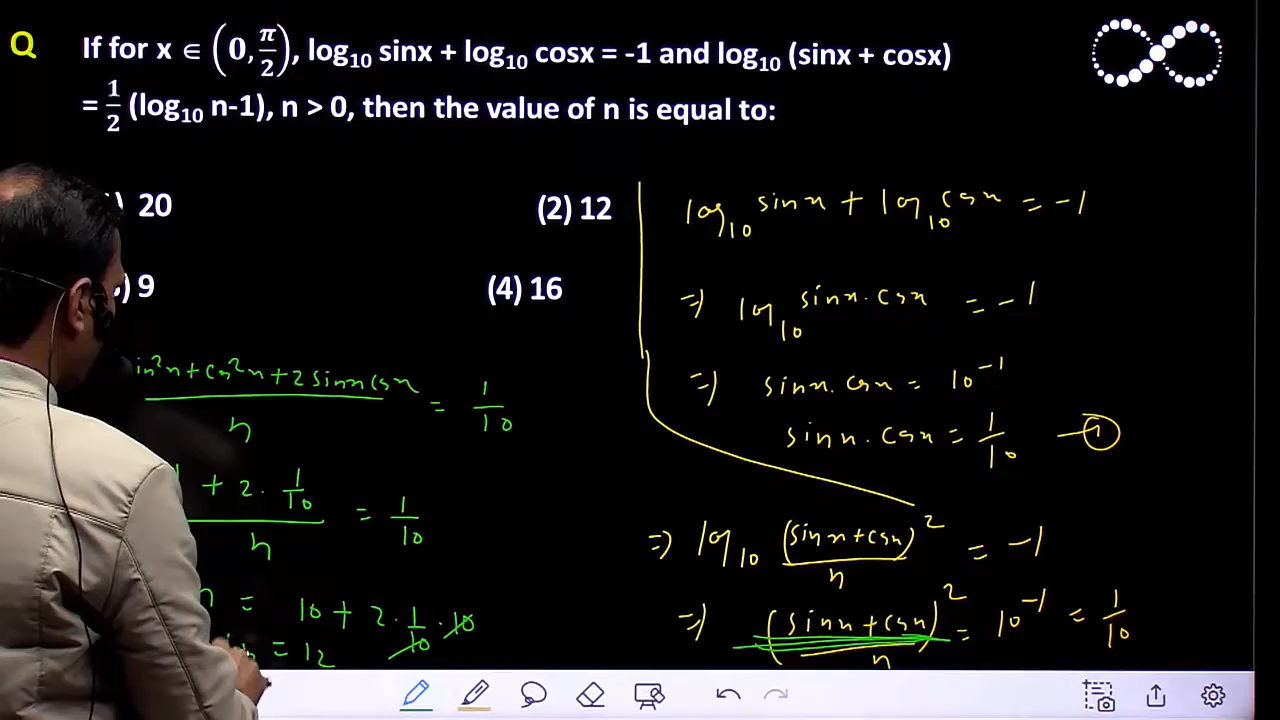 Q If for x ∈ (0, π/2), log₁₀ sinx + log₁₀ cosx = -1 and log₁₀ (sinx + cosx)
= 1/2 (log₁₀ n-1), n > 0, then the value of n is equal to:
) 20
(2) 12
) 9
(4) 16
log₁₀ sinx + log₁₀ cosx = -1
⇒ log₁₀ sinx . cosx = -1
⇒ sinx . cosx = 10⁻¹
sinx . cosx = 1/10 — ①
⇒ log₁₀ (sinx+cosx)²/n = -1
⇒ (sinx+cosx)²/n = 10⁻¹ = 1/10
in²x + cos²x + 2 sinx cosx / n = 1/10
+ 2 . 1/10 / n = 1/10
n = 10 + 2 . 1/10 . 10
n = 12